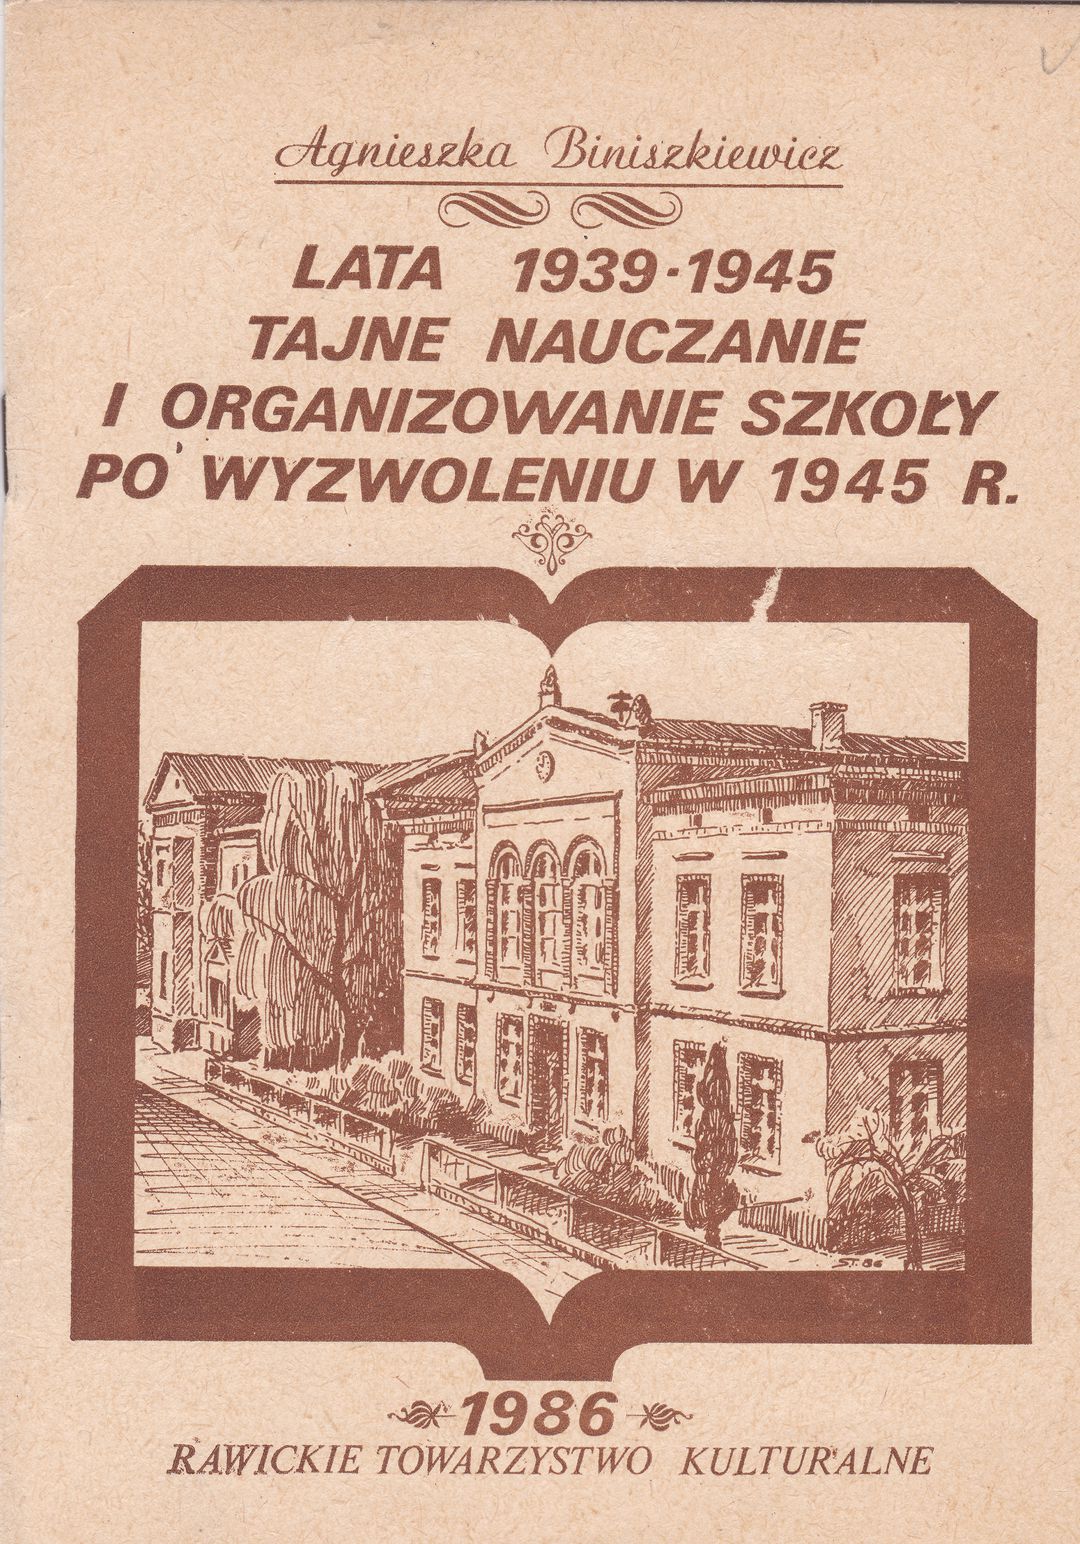 Agnieszka Biniszkiewicz
LATA 1939-1945
TAJNE NAUCZANIE
I ORGANIZOWANIE SZKOŁY
PO WYZWOLENIU W 1945 R.
ST. 86
1986
RAWICKIE TOWARZYSTWO KULTURALNE